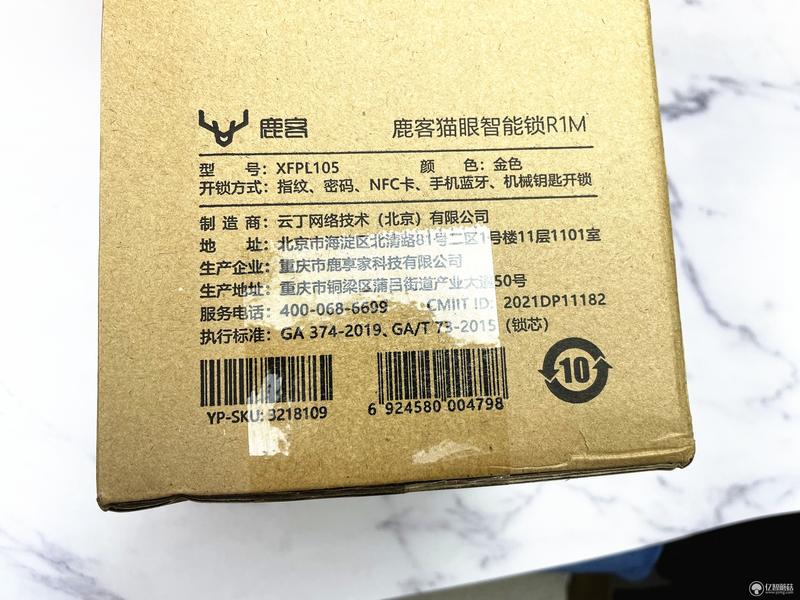 鹿客 鹿客猫眼智能锁R1M
型 号：XFPL105 颜 色：金色
开锁方式：指纹、密码、NFC卡、手机蓝牙、机械钥匙开锁
制 造 商：云丁网络技术（北京）有限公司
地 址：北京市海淀区北清路81号二区1号楼11层1101室
生产企业：重庆市鹿享家科技有限公司
生产地址：重庆市铜梁区蒲吕街道产业大道50号
服务电话：400-068-6699 CMIIT ID：2021DP11182
执行标准：GA 374-2019、GA/T 73-2015（锁芯）
YP-SKU: 3218109 6 924580 004798
10
亿智蘑菇